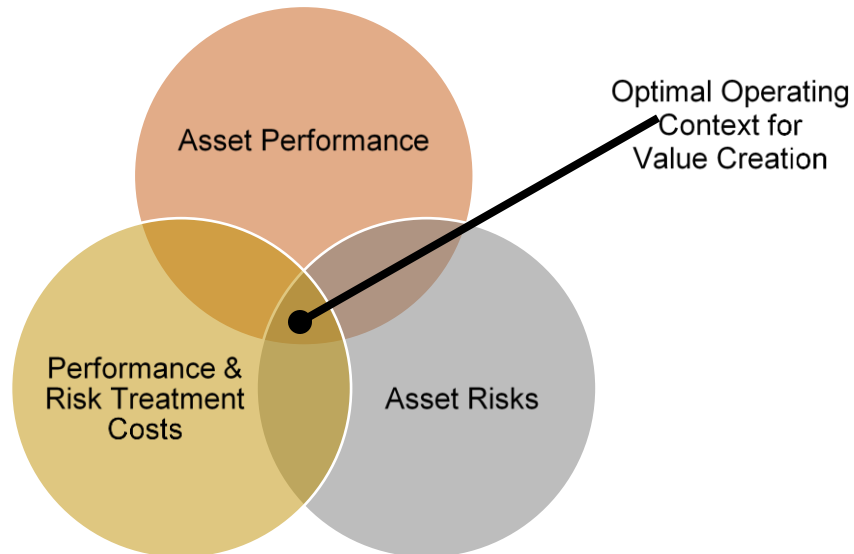 Asset Performance
Optimal Operating
Context for
Value Creation
Performance &
Risk Treatment
Costs
Asset Risks